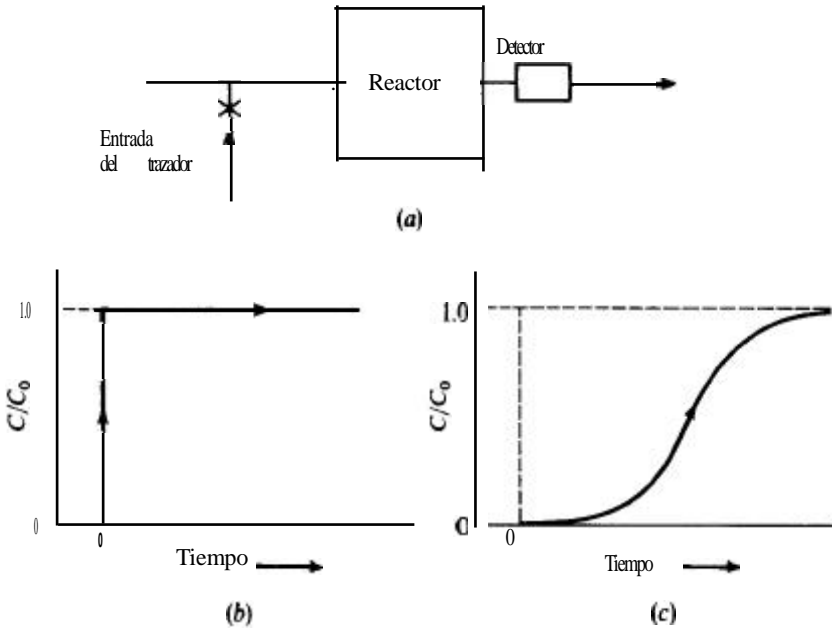 Reactor
Detector
Entrada
del trazador
(a)
1.0
C/C₀
0
0
Tiempo
(b)
1.0
C/C₀
0
0
Tiempo
(c)